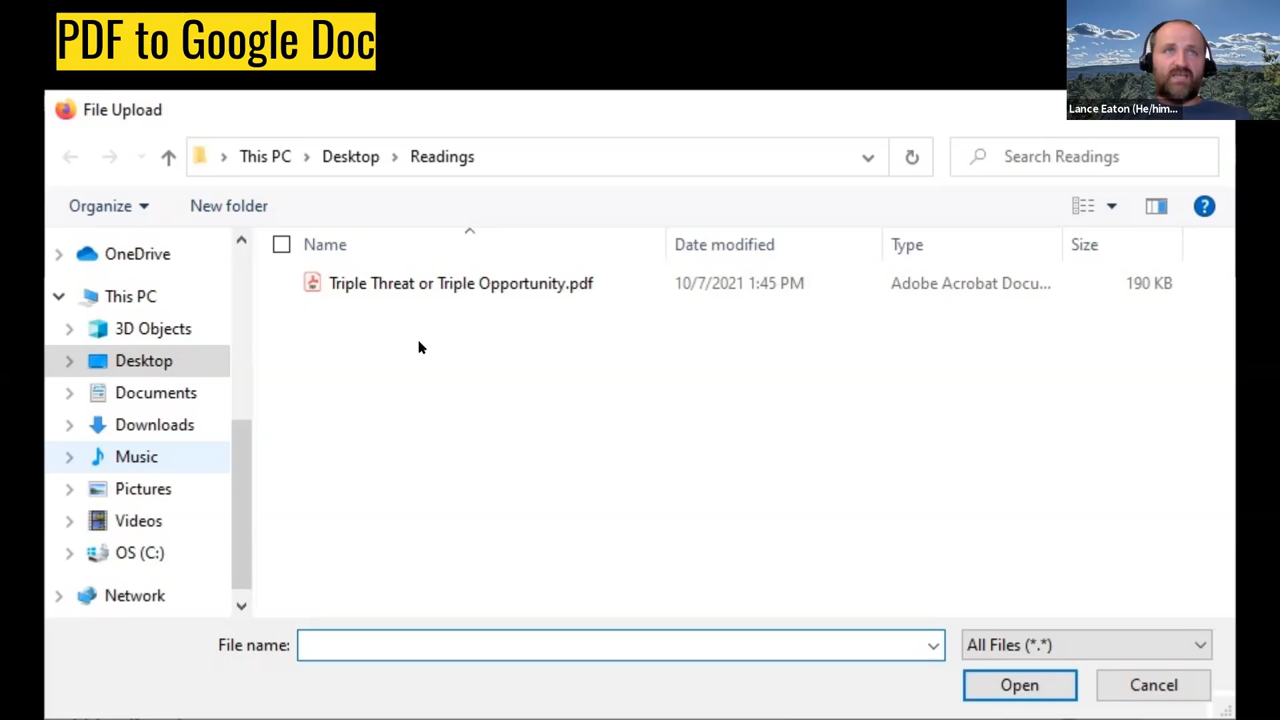 PDF to Google Doc
Lance Eaton (He/him...
File Upload
This PC Desktop Readings
Search Readings
Organize New folder
Name Date modified Type Size
OneDrive
Triple Threat or Triple Opportunity.pdf 10/7/2021 1:45 PM Adobe Acrobat Docu... 190 KB
This PC
3D Objects
Desktop
Documents
Downloads
Music
Pictures
Videos
OS (C:)
Network
File name: All Files (*.*)
Open Cancel